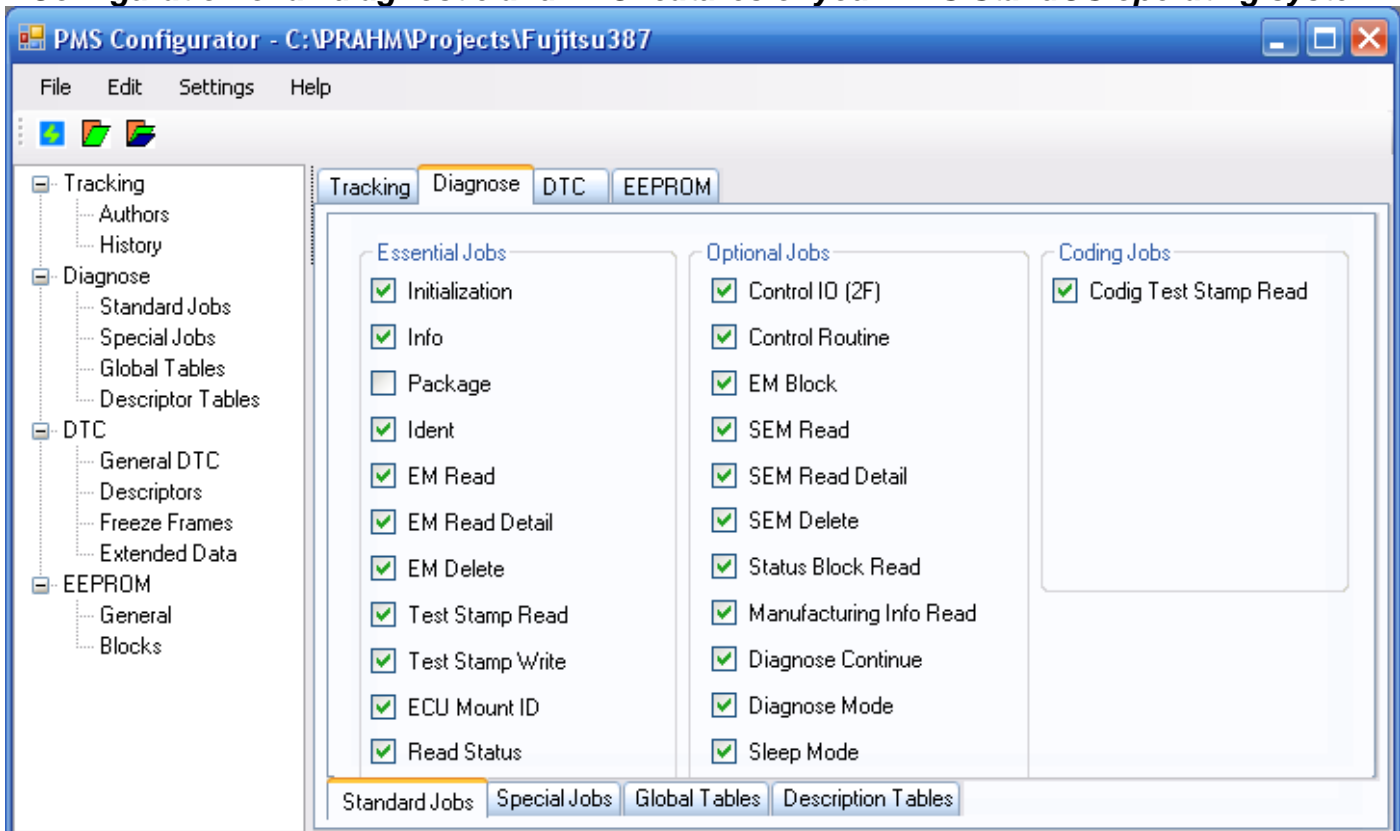 PMS Configurator - C:\PRAHM\Projects\Fujitsu387
File Edit Settings Help
Tracking
Authors
History
Diagnose
Standard Jobs
Special Jobs
Global Tables
Descriptor Tables
DTC
General DTC
Descriptors
Freeze Frames
Extended Data
EEPROM
General
Blocks
Tracking Diagnose DTC EEPROM
Essential Jobs
Initialization
Info
Package
Ident
EM Read
EM Read Detail
EM Delete
Test Stamp Read
Test Stamp Write
ECU Mount ID
Read Status
Optional Jobs
Control IO (2F)
Control Routine
EM Block
SEM Read
SEM Read Detail
SEM Delete
Status Block Read
Manufacturing Info Read
Diagnose Continue
Diagnose Mode
Sleep Mode
Coding Jobs
Codig Test Stamp Read
Standard Jobs Special Jobs Global Tables Description Tables